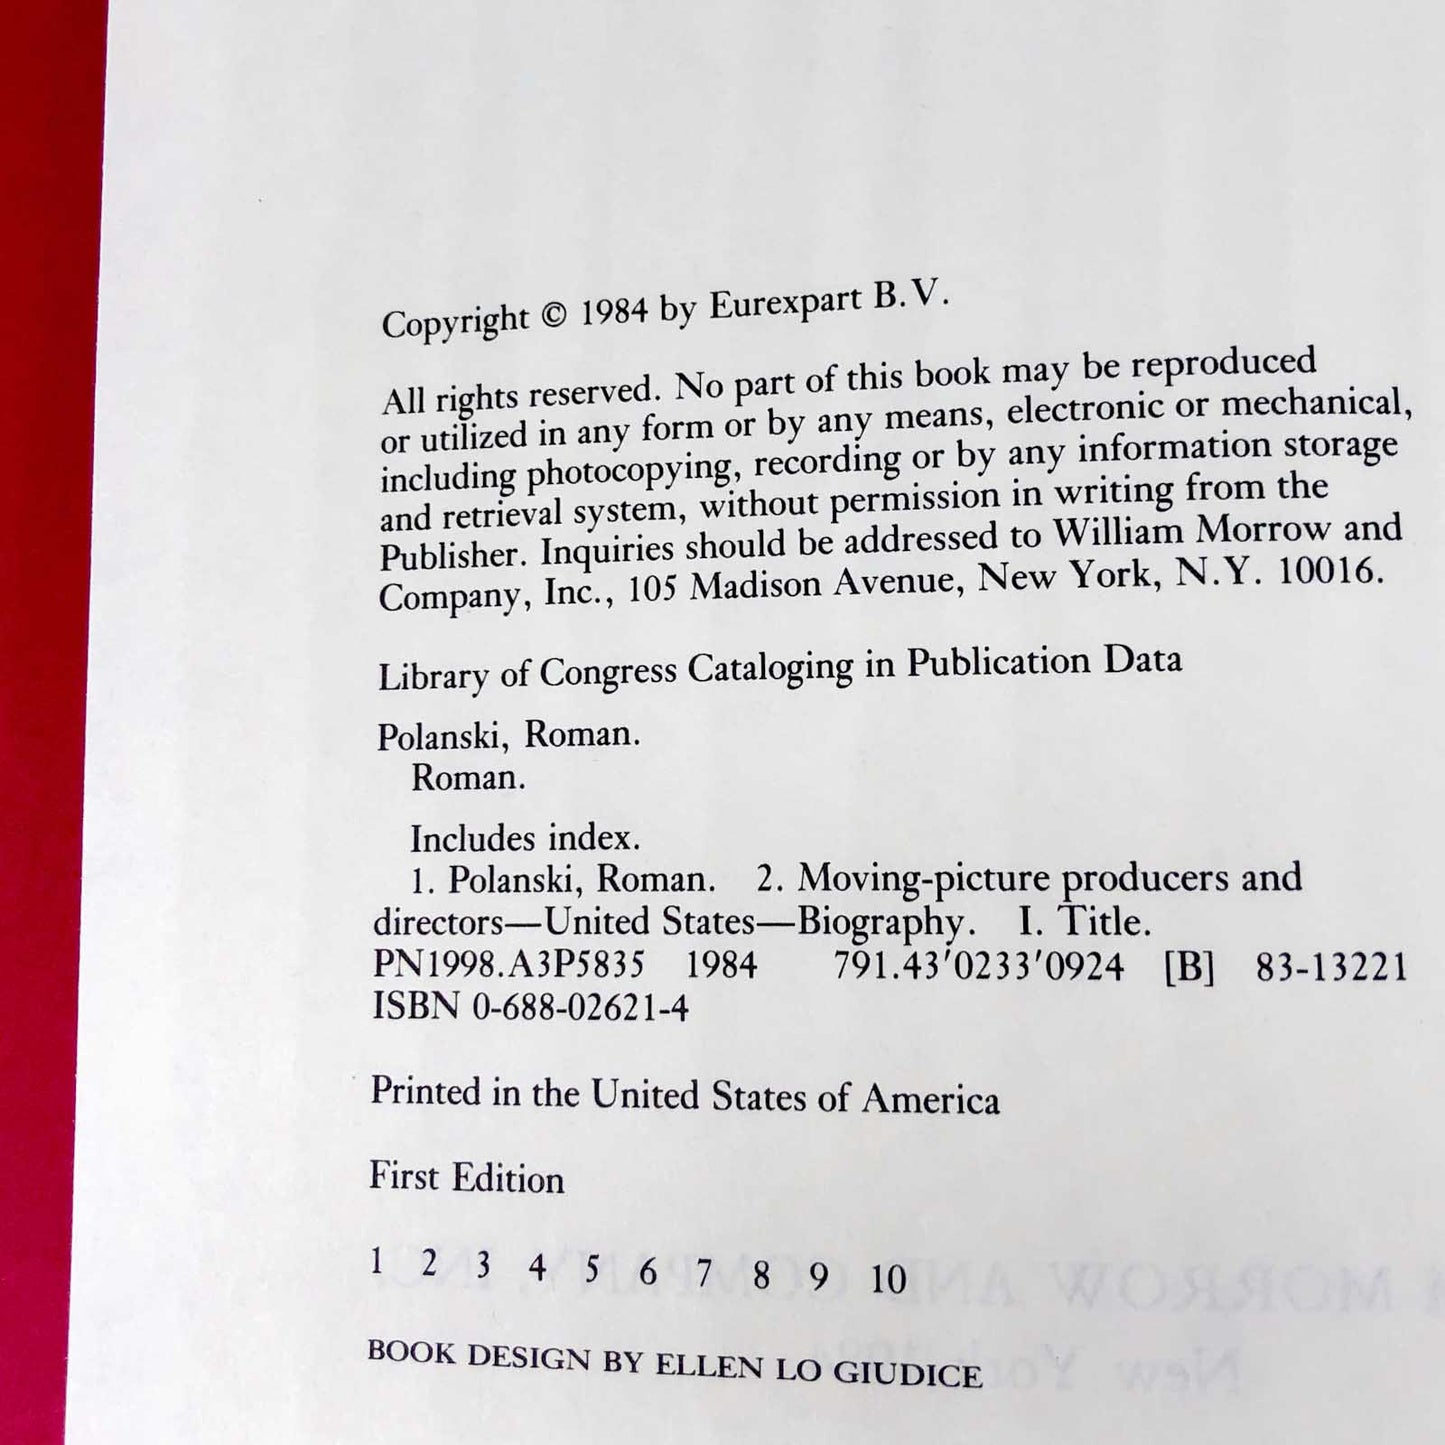 Copyright © 1984 by Eurexpart B.V.
All rights reserved. No part of this book may be reproduced
or utilized in any form or by any means, electronic or mechanical,
including photocopying, recording or by any information storage
and retrieval system, without permission in writing from the
Publisher. Inquiries should be addressed to William Morrow and
Company, Inc., 105 Madison Avenue, New York, N.Y. 10016.
Library of Congress Cataloging in Publication Data
Polanski, Roman.
Roman.
Includes index.
1. Polanski, Roman. 2. Moving-picture producers and
directors—United States—Biography. I. Title.
PN1998.A3P5835 1984 791.43'0233'0924 [B] 83-13221
ISBN 0-688-02621-4
Printed in the United States of America
First Edition
1 2 3 4 5 6 7 8 9 10
BOOK DESIGN BY ELLEN LO GIUDICE